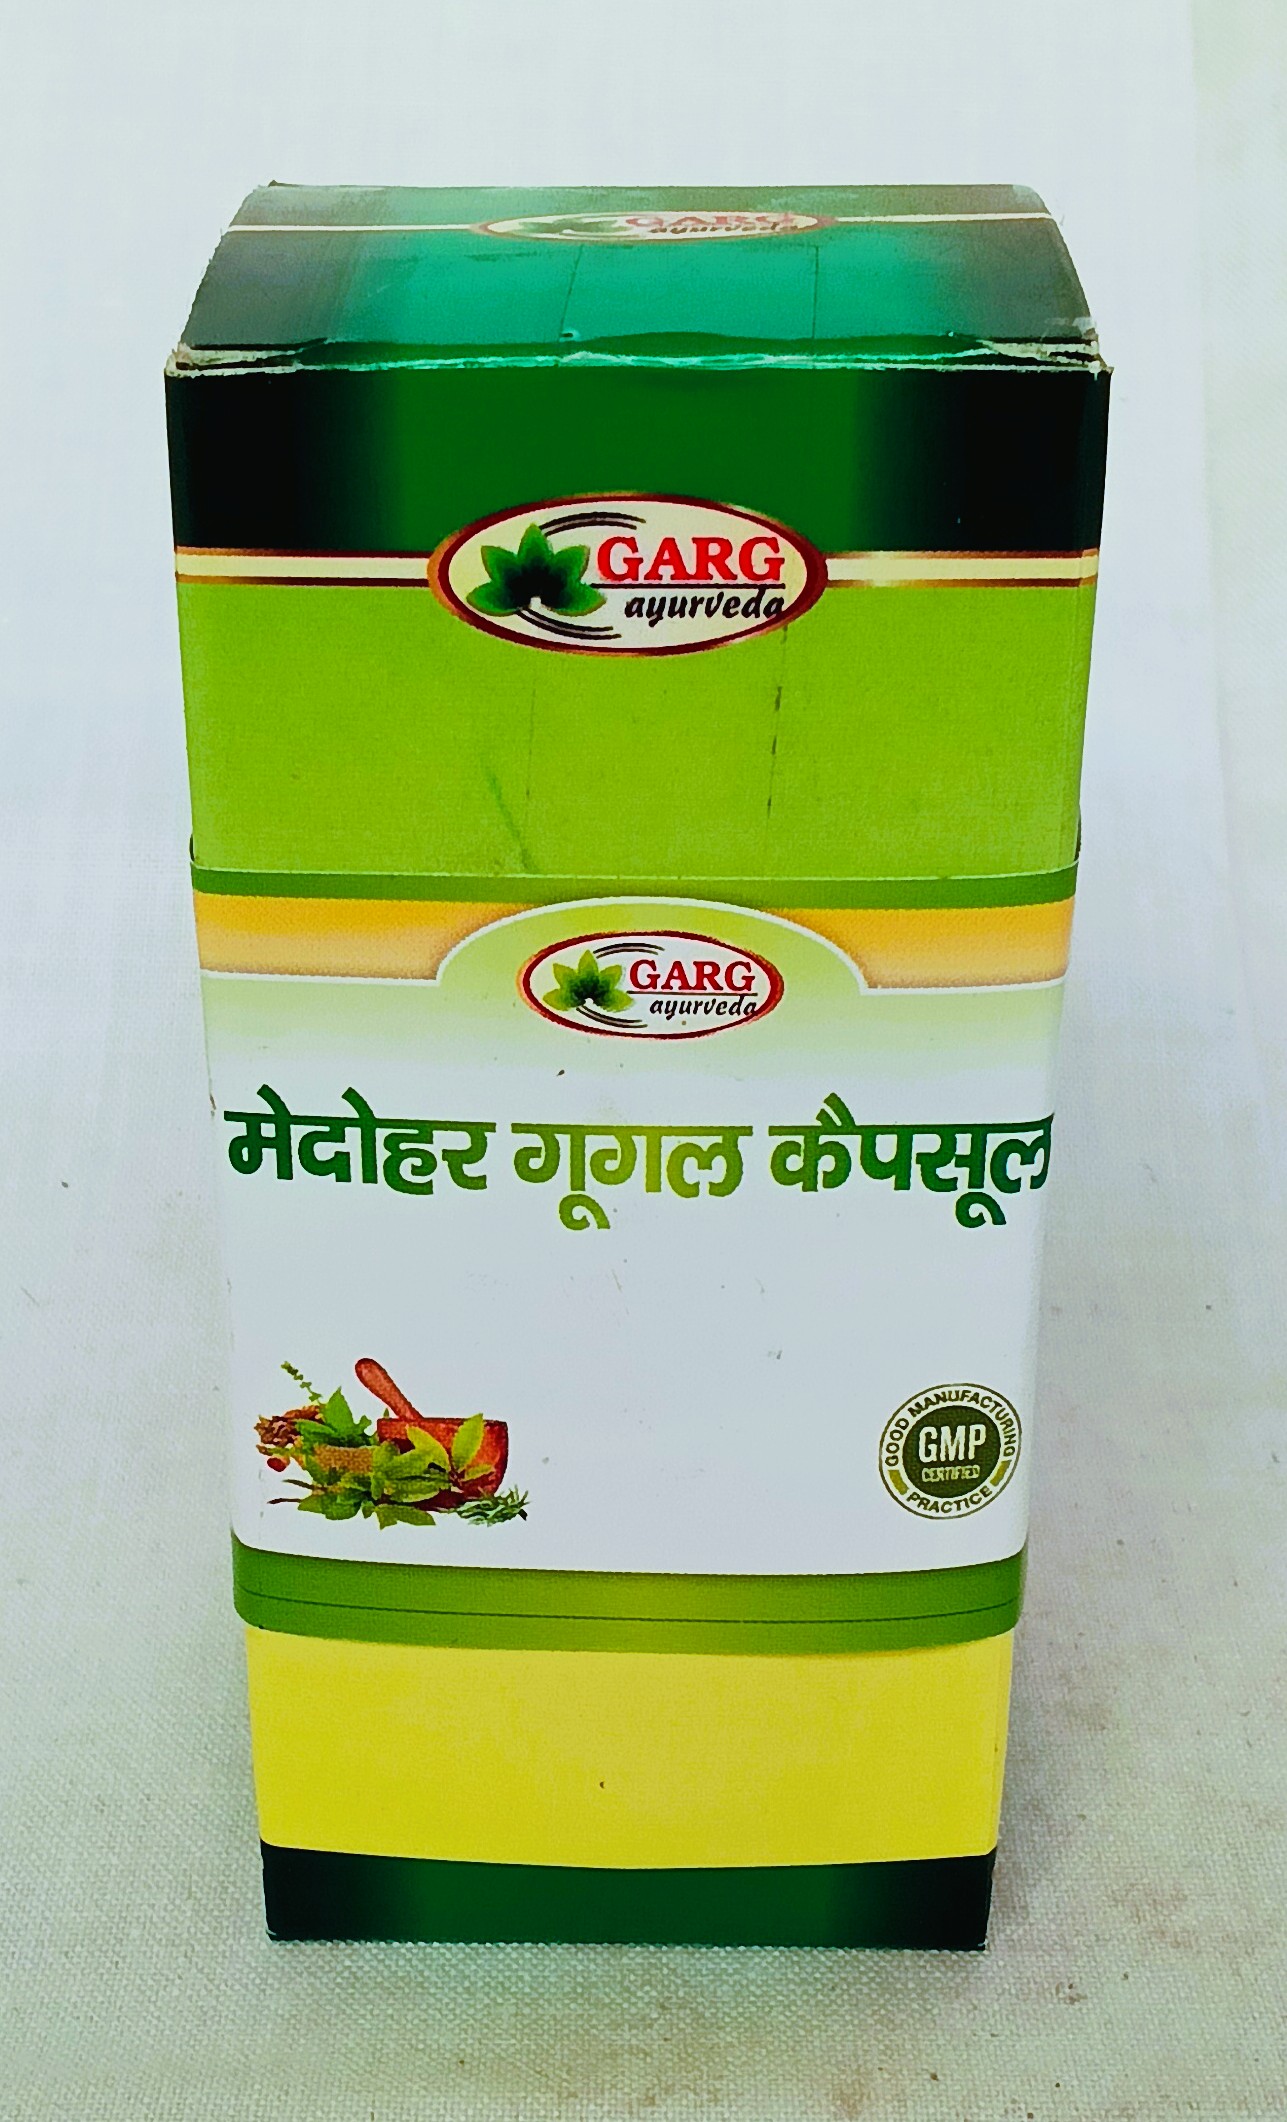 GARG
ayurveda
GARG
ayurveda
GARG
ayurveda
मेदोहर गूगल कैपसूल
GOOD MANUFACTURING
GMP
CERTIFIED
PRACTICE